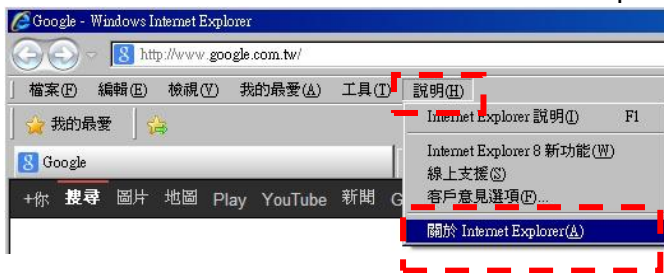 Google - Windows Internet Explorer
http://www.google.com.tw/
檔案(F) 編輯(E) 檢視(V) 我的最愛(A) 工具(T) 說明(H)
Internet Explorer 說明(I) F1
我的最愛
Internet Explorer 8 新功能(W)
Google
線上支援(S)
客戶意見選項(F)...
+你 搜尋 圖片 地圖 Play YouTube 新聞 G
關於 Internet Explorer(A)